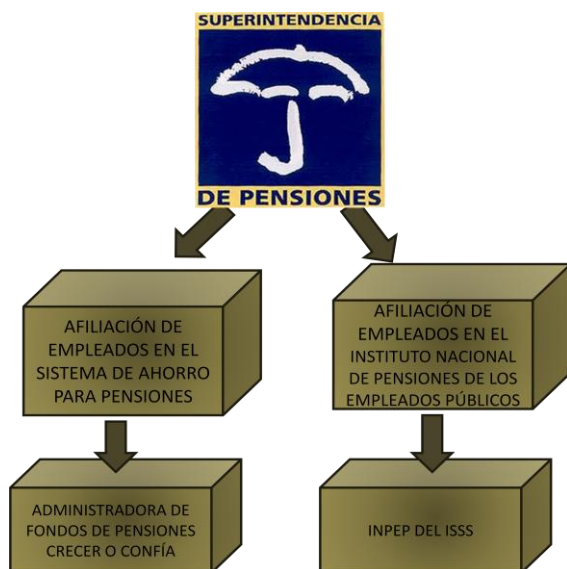 SUPERINTENDENCIA
DE PENSIONES
AFILIACIÓN DE
EMPLEADOS EN EL
SISTEMA DE AHORRO
PARA PENSIONES
AFILIACIÓN DE
EMPLEADOS EN EL
INSTITUTO NACIONAL
DE PENSIONES DE LOS
EMPLEADOS PÚBLICOS
ADMINISTRADORA DE
FONDOS DE PENSIONES
CRECER O CONFÍA
INPEP DEL ISSS